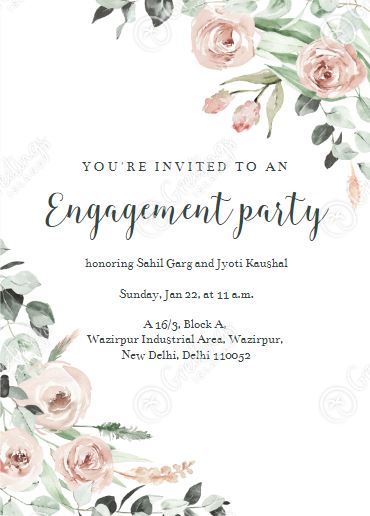 YOU'RE INVITED TO AN
Engagement party
honoring Sahil Garg and Jyoti Kaushal
Sunday, Jan 22, at 11 a.m.
A 16/3, Block A,
Wazirpur Industrial Area, Wazirpur,
New Delhi, Delhi 110052